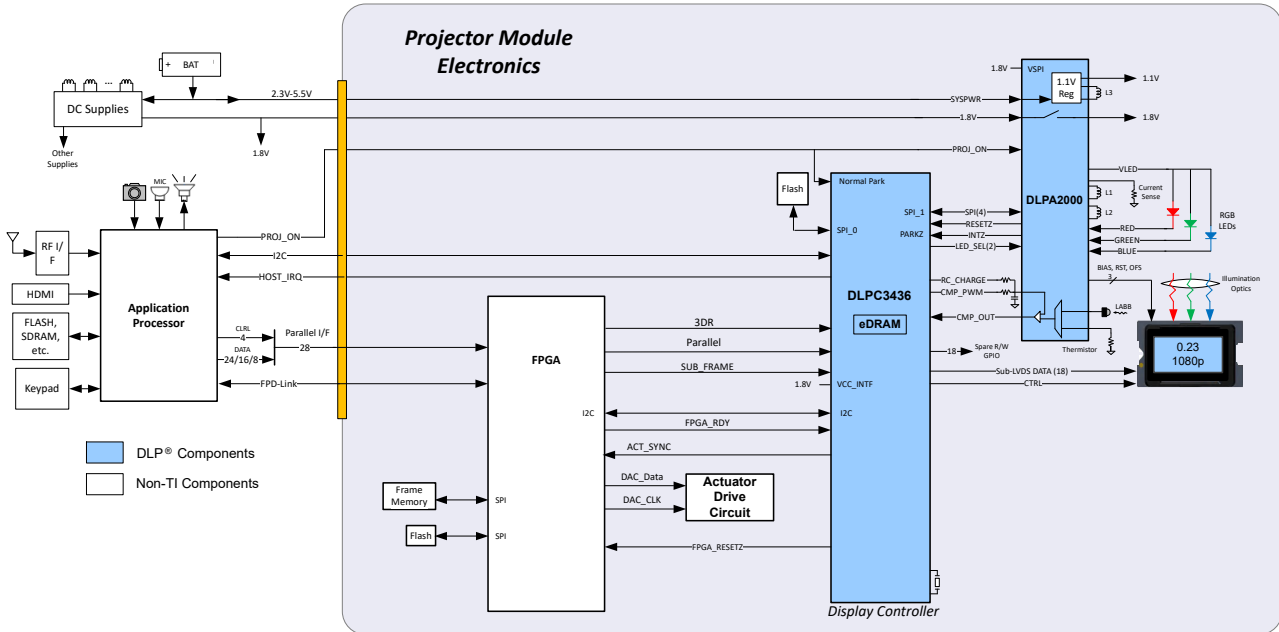 Projector Module
Electronics
+ BAT
DC Supplies
2.3V-5.5V
1.8V
Other
Supplies
MIC
RF I/
F
HDMI
FLASH,
SDRAM,
etc.
Keypad
Application
Processor
PROJ_ON
I2C
HOST_IRQ
CLRL
4
DATA
24/16/8
Parallel I/F
28
FPD-Link
DLP® Components
Non-TI Components
FPGA
I2C
SPI
SPI
Frame
Memory
Flash
3DR
Parallel
SUB_FRAME
1.8V
FPGA_RDY
ACT_SYNC
DAC_Data
DAC_CLK
Actuator
Drive
Circuit
FPGA_RESETZ
Flash
Normal Park
SPI_0
SPI_1
PARKZ
DLPC3436
eDRAM
VCC_INTF
I2C
Display Controller
SYSPWR
1.8V
PROJ_ON
SPI(4)
RESETZ
INTZ
LED_SEL(2)
RC_CHARGE
CMP_PWM
CMP_OUT
18
Spare R/W
GPIO
Sub-LVDS DATA (18)
CTRL
1.8V
VSPI
1.1V
Reg
DLPA2000
1.1V
L3
1.8V
VLED
Current
Sense
L1
L2
RED
GREEN
BLUE
RGB
LEDs
BIAS, RST, OFS
3
LABB
Thermistor
Illumination
Optics
0.23
1080p